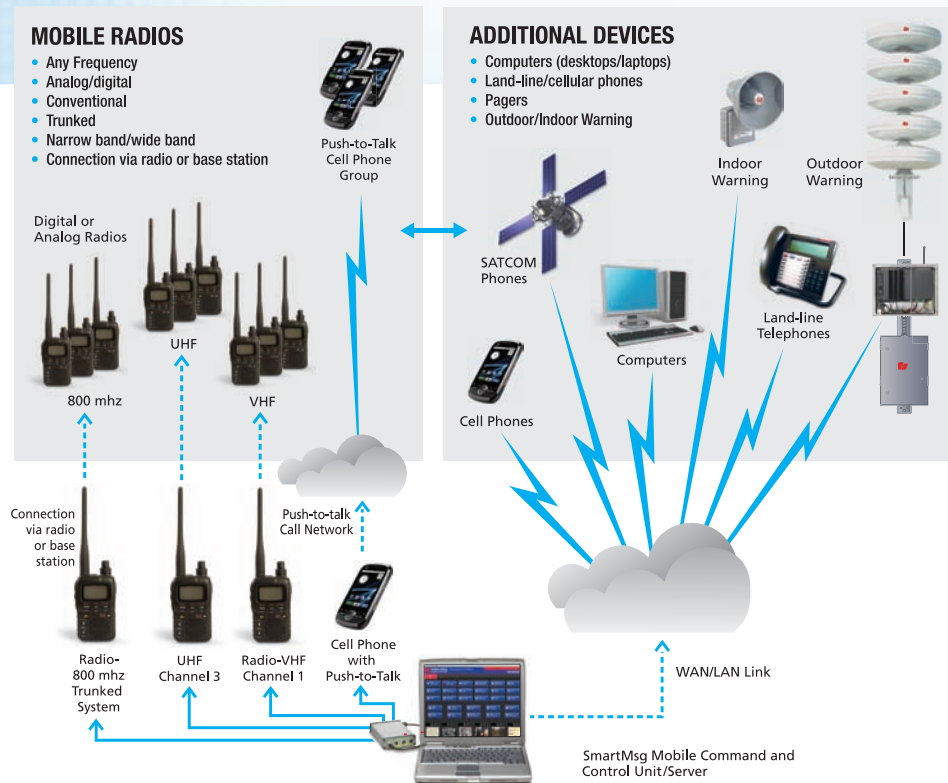 MOBILE RADIOS
• Any Frequency
• Analog/digital
• Conventional
• Trunked
• Narrow band/wide band
• Connection via radio or base station
Push-to-Talk
Cell Phone
Group
Digital or
Analog Radios
UHF
800 mhz
VHF
ADDITIONAL DEVICES
• Computers (desktops/laptops)
• Land-line/cellular phones
• Pagers
• Outdoor/Indoor Warning
Indoor
Warning
Outdoor
Warning
SATCOM
Phones
Computers
Land-line
Telephones
Cell Phones
Connection
via radio
or base
station
Push-to-talk
Call Network
Radio-
800 mhz
Trunked
System
UHF
Channel 3
Radio-VHF
Channel 1
Cell Phone
with
Push-to-Talk
WAN/LAN Link
SmartMsg Mobile Command and
Control Unit/Server